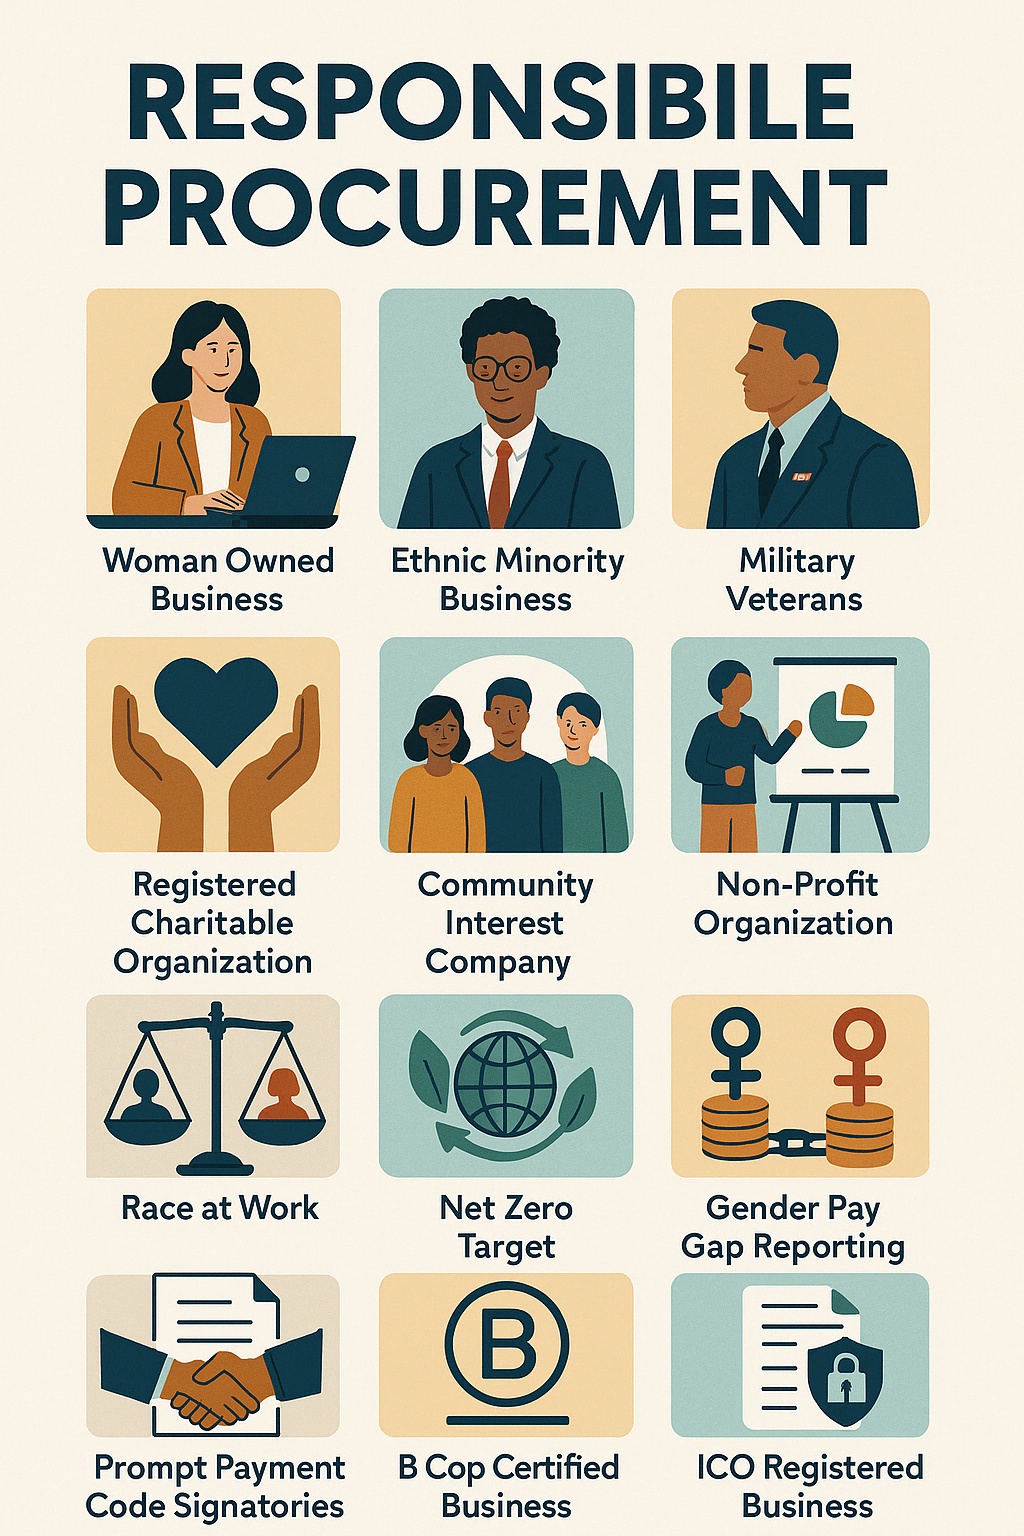 RESPONSIBILE
PROCUREMENT
Woman Owned
Business
Ethnic Minority
Business
Military
Veterans
Registered
Charitable
Organization
Community
Interest
Company
Non-Profit
Organization
Race at Work
Net Zero
Target
Gender Pay
Gap Reporting
Prompt Payment
Code Signatories
B
B Cop Certified
Business
ICO Registered
Business